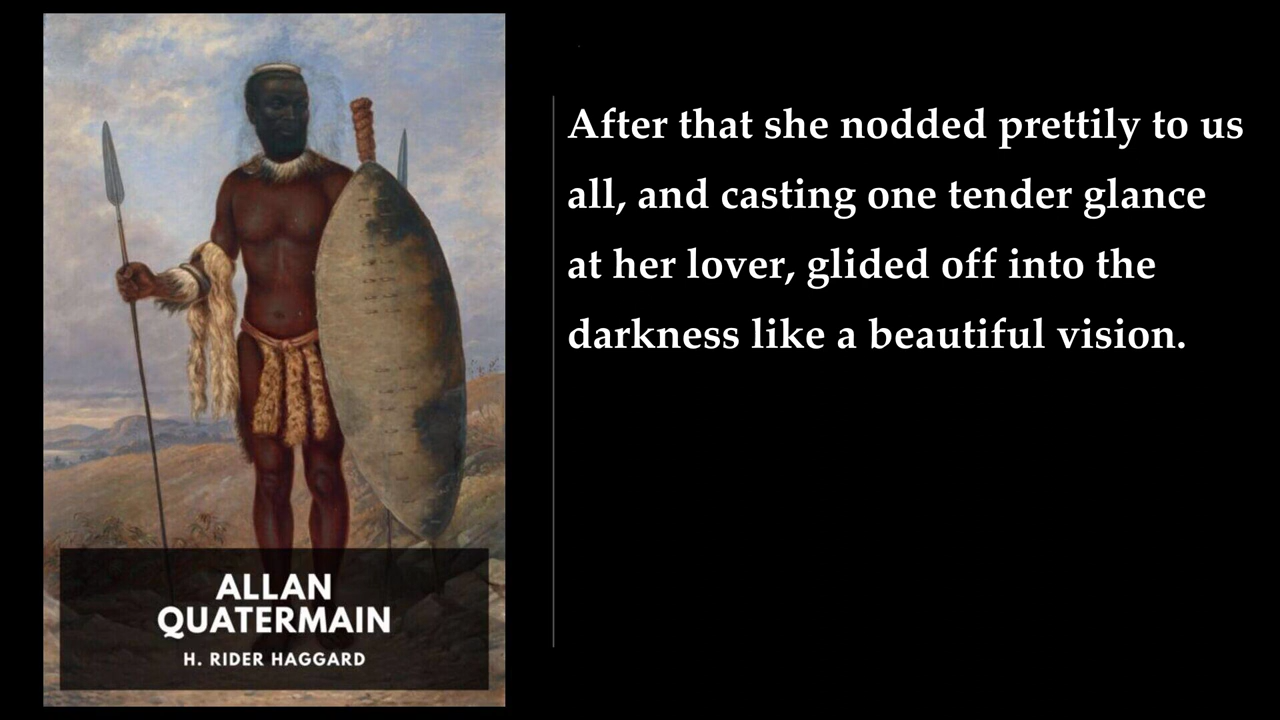 ALLAN
QUATERMAIN
H. RIDER HAGGARD
After that she nodded prettily to us
all, and casting one tender glance
at her lover, glided off into the
darkness like a beautiful vision.